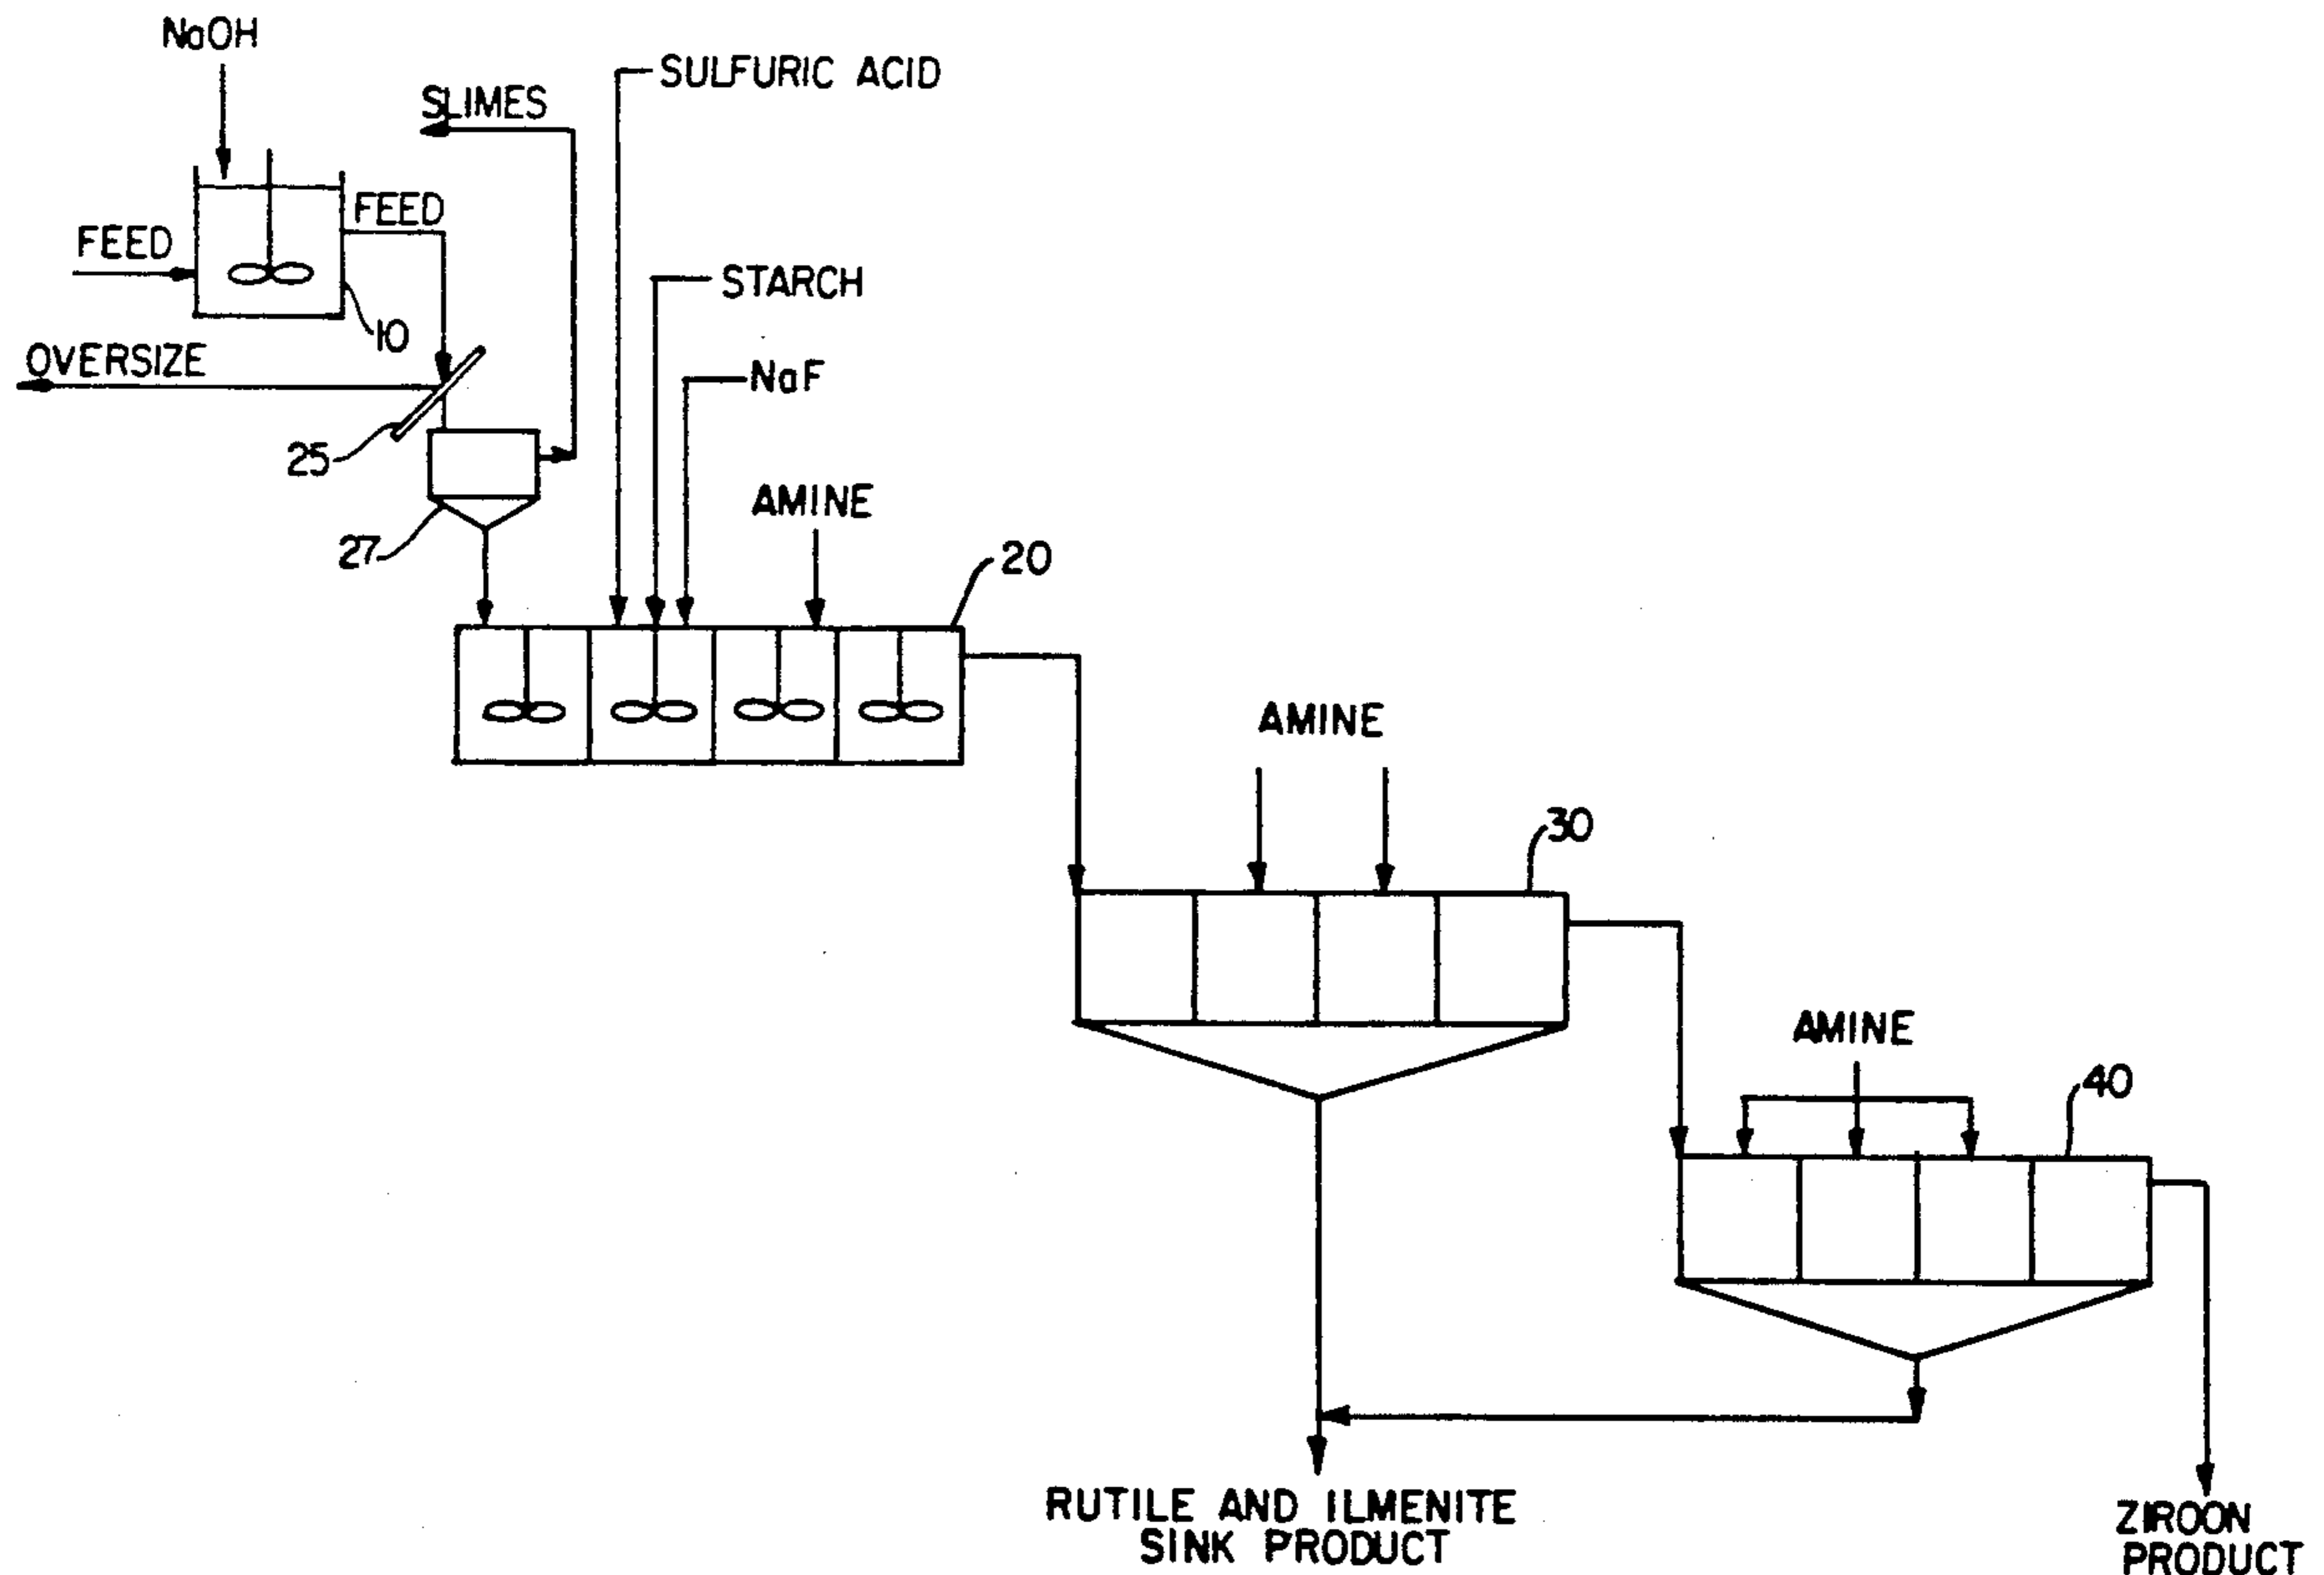 NaOH
SULFURIC ACID
SLIMES
FEED
FEED
10
OVERSIZE
STARCH
NaF
25
AMINE
27
20
AMINE
30
AMINE
40
RUTILE AND ILMENITE
SINK PRODUCT
ZIRCON
PRODUCT